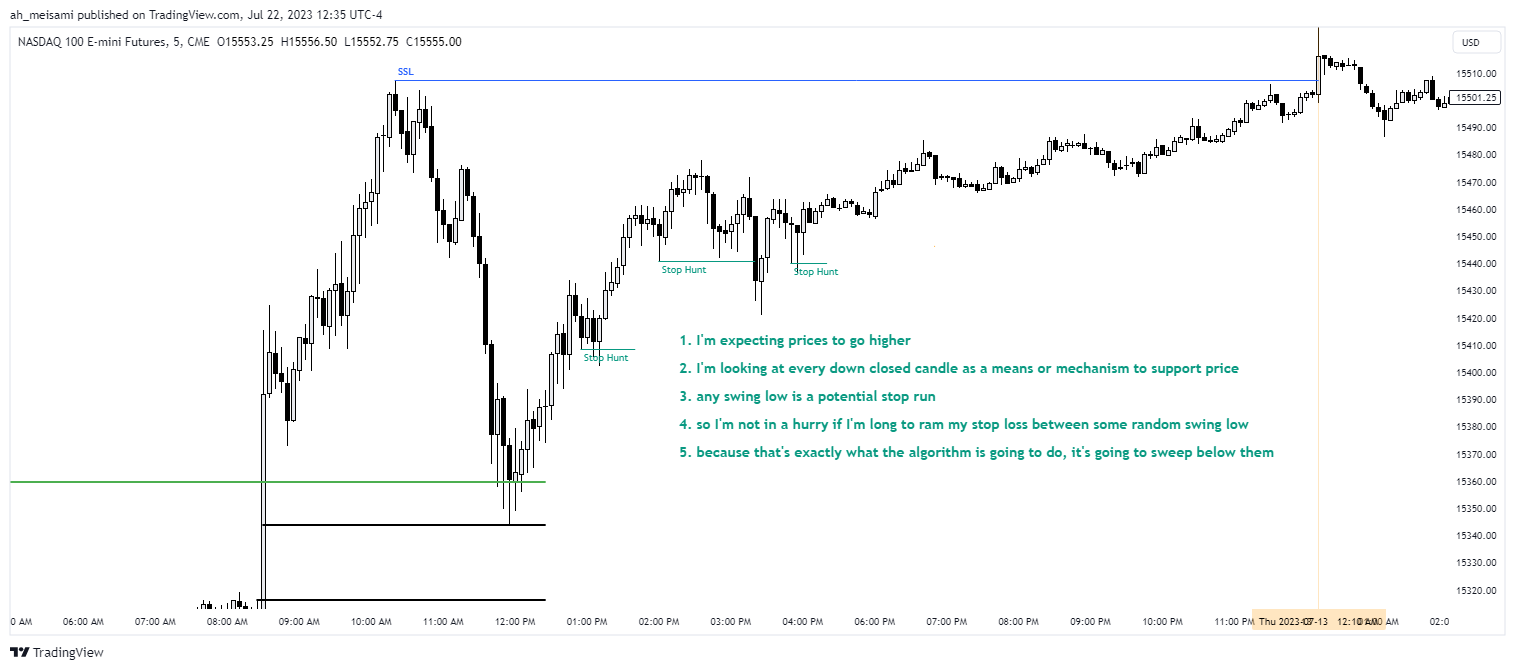 ah_meisami published on TradingView.com, Jul 22, 2023 12:35 UTC-4
NASDAQ 100 E-mini Futures, 5, CME O15553.25 H15556.50 L15552.75 C15555.00
USD
SSL
15510.00
15501.25
15490.00
15480.00
15470.00
15460.00
15450.00
15440.00
15430.00
15420.00
15410.00
15400.00
15390.00
15380.00
15370.00
15360.00
15350.00
15340.00
15330.00
15320.00
Stop Hunt
Stop Hunt
Stop Hunt
1. I'm expecting prices to go higher
2. I'm looking at every down closed candle as a means or mechanism to support price
3. any swing low is a potential stop run
4. so I'm not in a hurry if I'm long to ram my stop loss between some random swing low
5. because that's exactly what the algorithm is going to do, it's going to sweep below them
0 AM 06:00 AM 07:00 AM 08:00 AM 09:00 AM 10:00 AM 11:00 AM 12:00 PM 01:00 PM 02:00 PM 03:00 PM 04:00 PM 05:00 PM 06:00 PM 07:00 PM 08:00 PM 09:00 PM 10:00 PM 11:00 PM Thu 2023-07-13 12:10 AM 02:0
TradingView